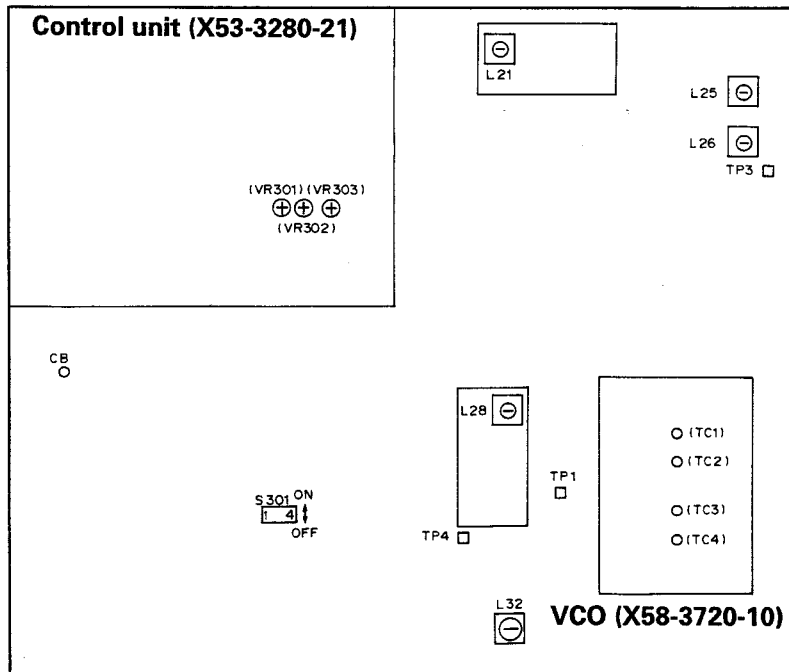 Control unit (X53-3280-21)
L21
L25
L26
TP3
(VR301) (VR303)
(VR302)
CB
L28
(TC1)
(TC2)
TP1
S301 ON
1 4
(TC3)
OFF
TP4
(TC4)
L32
VCO (X58-3720-10)